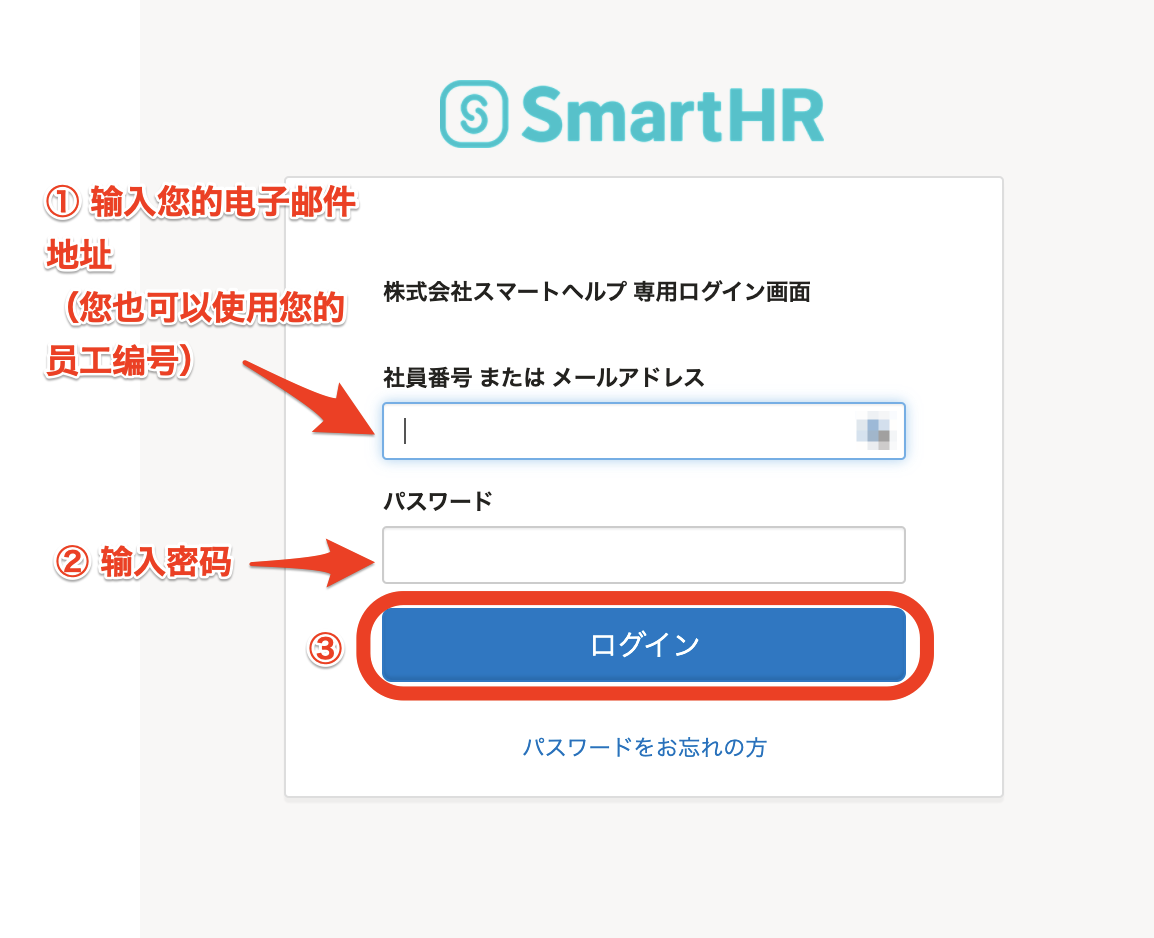 SmartHR
① 输入您的电子邮件
地址
（您也可以使用您的
员工编号）
株式会社スマートヘルプ 専用ログイン画面
社員番号 または メールアドレス
パスワード
② 输入密码
③
ログイン
パスワードをお忘れの方